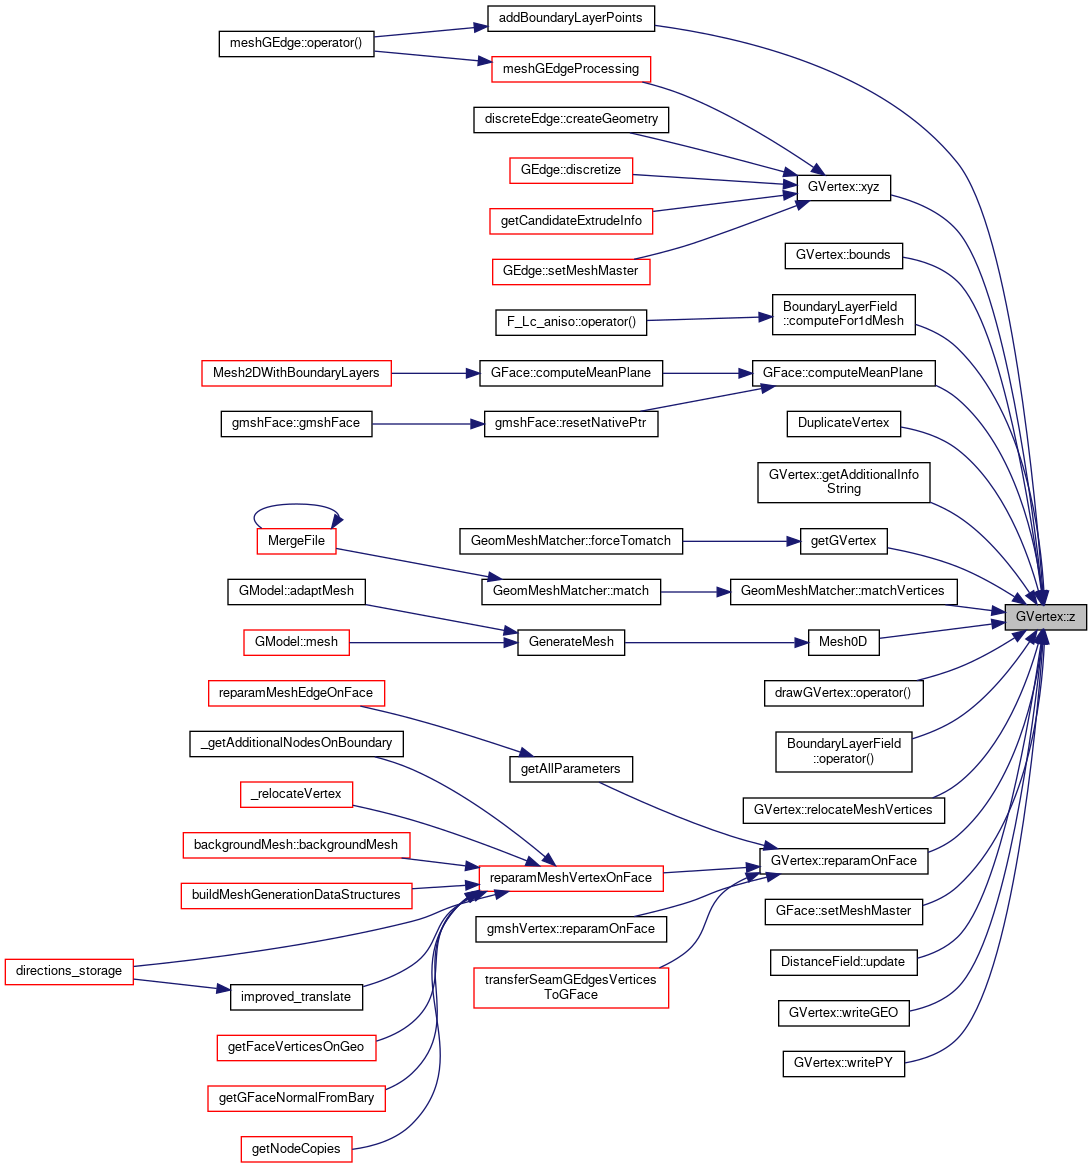 addBoundaryLayerPoints
meshGEdge::operator()
meshGEdgeProcessing
discreteEdge::createGeometry
GEdge::discretize
GVertex::xyz
getCandidateExtrudeInfo
GVertex::bounds
GEdge::setMeshMaster
BoundaryLayerField
::computeFor1dMesh
F_Lc_aniso::operator()
Mesh2DWithBoundaryLayers
GFace::computeMeanPlane
GFace::computeMeanPlane
gmshFace::gmshFace
gmshFace::resetNativePtr
DuplicateVertex
GVertex::getAdditionalInfo
String
MergeFile
GeomMeshMatcher::forceTomatch
getGVertex
GModel::adaptMesh
GeomMeshMatcher::match
GeomMeshMatcher::matchVertices
GVertex::z
GModel::mesh
GenerateMesh
Mesh0D
reparamMeshEdgeOnFace
drawGVertex::operator()
_getAdditionalNodesOnBoundary
BoundaryLayerField
::operator()
getAllParameters
_relocateVertex
GVertex::relocateMeshVertices
backgroundMesh::backgroundMesh
GVertex::reparamOnFace
reparamMeshVertexOnFace
buildMeshGenerationDataStructures
GFace::setMeshMaster
gmshVertex::reparamOnFace
DistanceField::update
directions_storage
transferSeamGEdgesVertices
ToGFace
improved_translate
GVertex::writeGEO
getFaceVerticesOnGeo
GVertex::writePY
getGFaceNormalFromBary
getNodeCopies